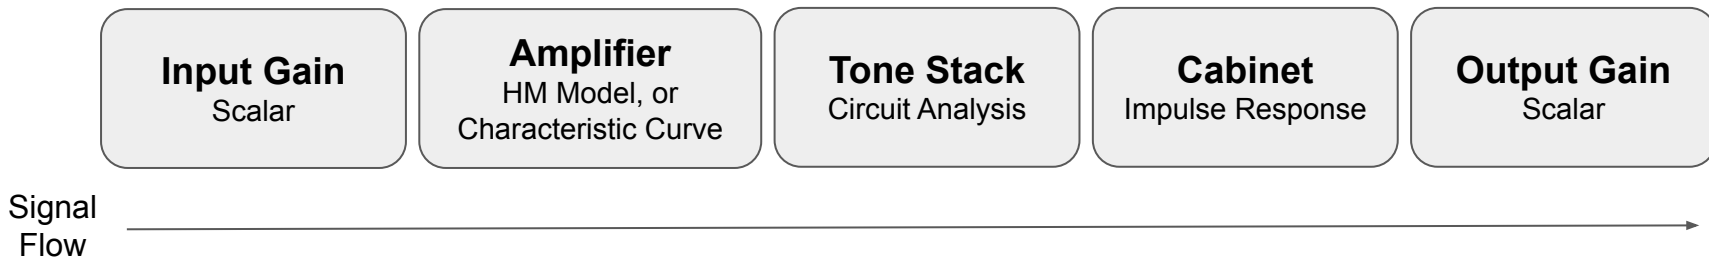 Input Gain
Scalar
Amplifier
HM Model, or
Characteristic Curve
Tone Stack
Circuit Analysis
Cabinet
Impulse Response
Output Gain
Scalar
Signal
Flow